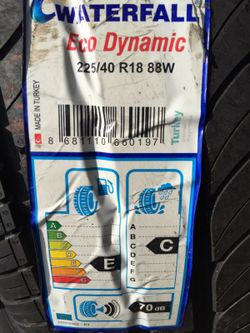 WATERFALL
Eco Dynamic
225/40 R18 88W
MADE IN TURKEY
8 681110 660197
Turkey
A
B
C
D
E
F
G
E
A
B
C
D
E
F
G
C
70 dB